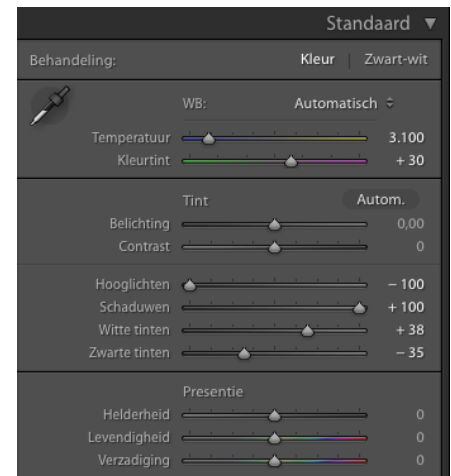 Standaard ▼
Behandeling: Kleur | Zwart-wit
WB: Automatisch
Temperatuur 3.100
Kleurtint + 30
Tint Autom.
Belichting 0,00
Contrast 0
Hooglichten – 100
Schaduwen + 100
Witte tinten + 38
Zwarte tinten – 35
Presentie
Helderheid 0
Levendigheid 0
Verzadiging 0